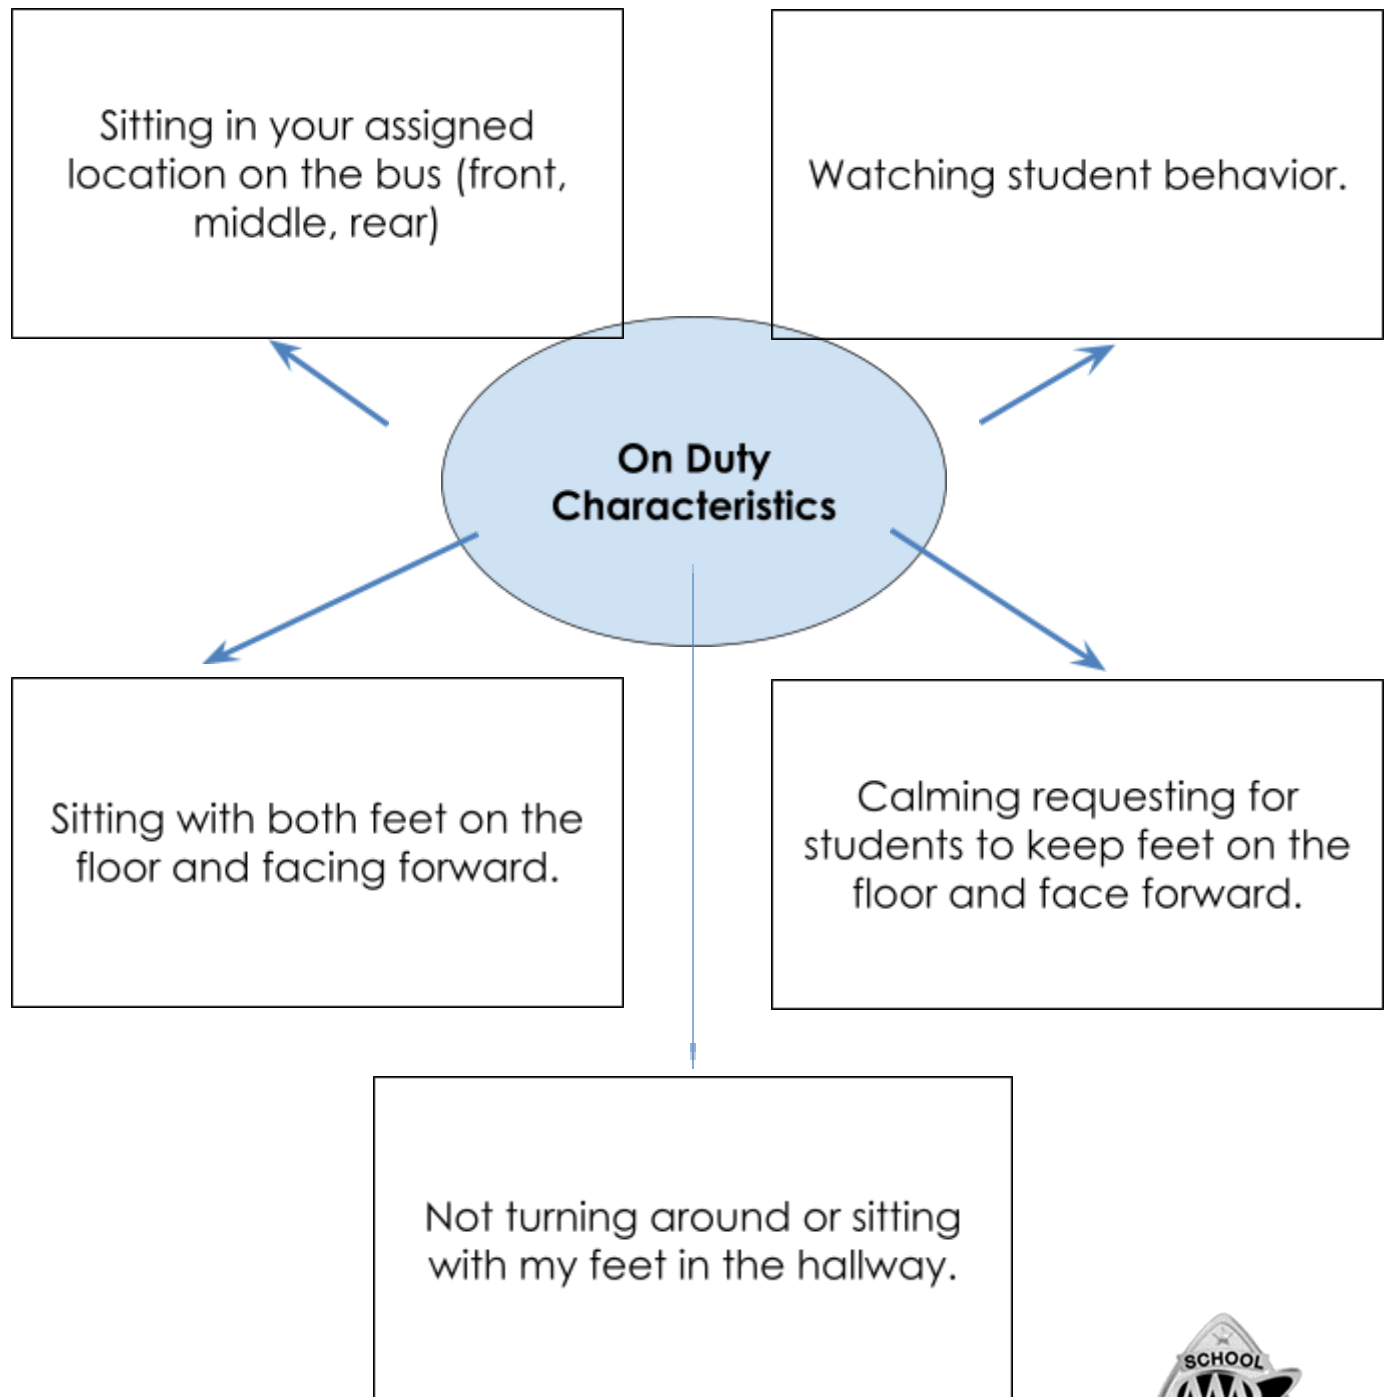 Sitting in your assigned
location on the bus (front,
middle, rear)
Watching student behavior.
On Duty
Characteristics
Sitting with both feet on the
floor and facing forward.
Calming requesting for
students to keep feet on the
floor and face forward.
Not turning around or sitting
with my feet in the hallway.
SCHOOL
AAA